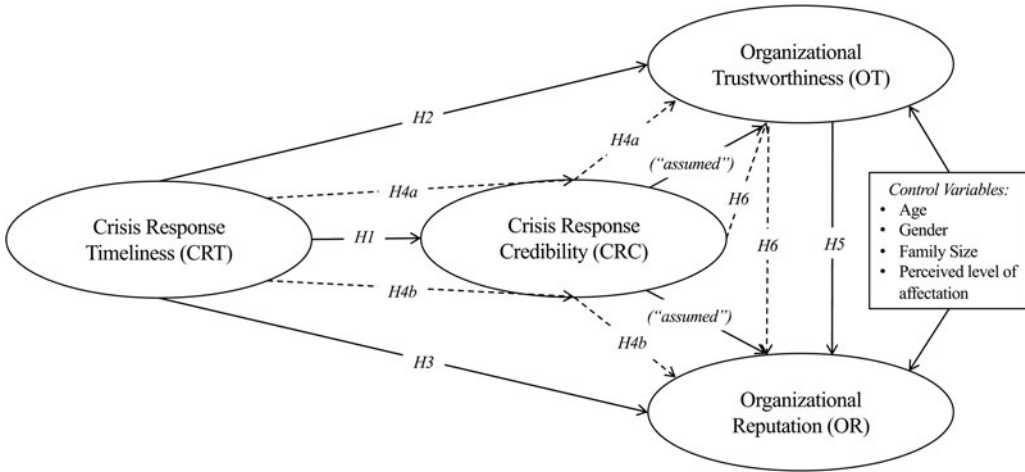 Organizational
Trustworthiness (OT)
H2
H4a
("assumed")
H4a
H6
Crisis Response
Timeliness (CRT)
H1
Crisis Response
Credibility (CRC)
H6
H5
Control Variables:
• Age
• Gender
• Family Size
• Perceived level of
affectation
H4b
("assumed")
H4b
H3
Organizational
Reputation (OR)